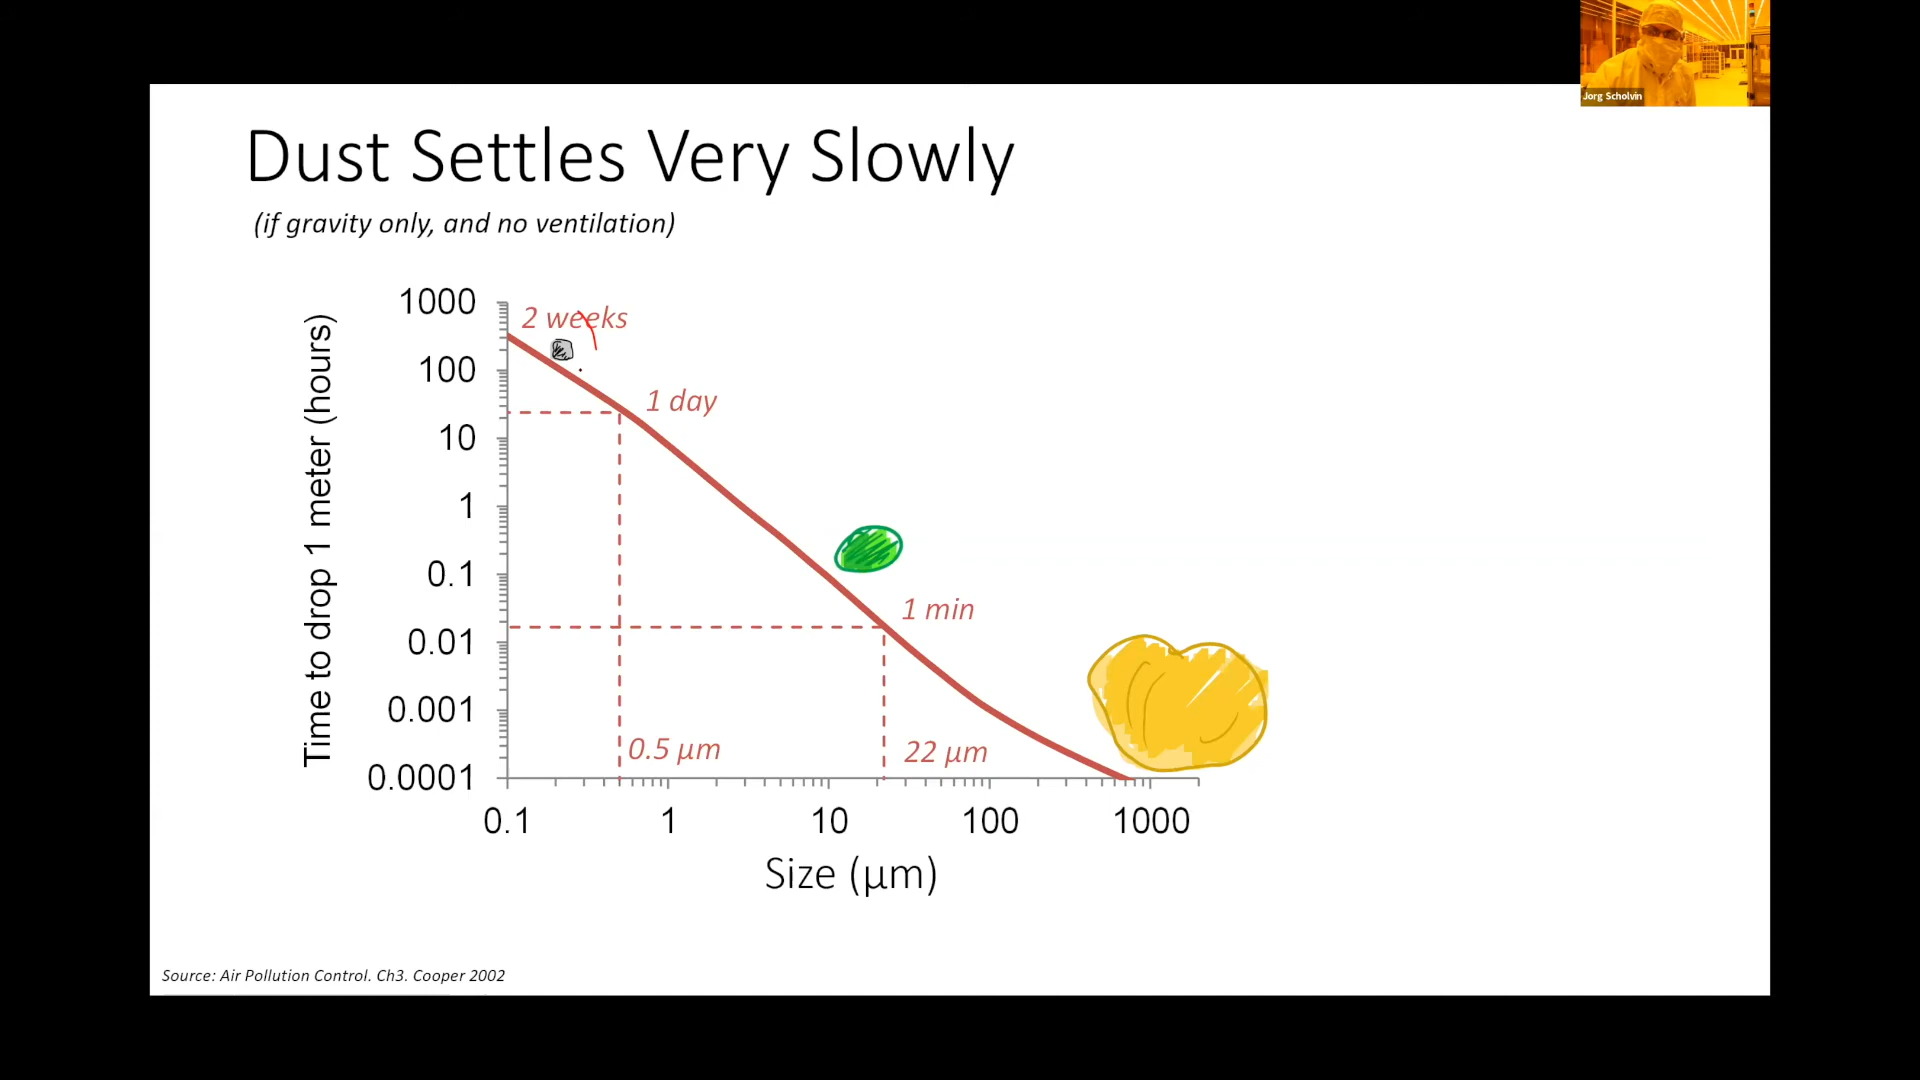 Jorg Scholvin
Dust Settles Very Slowly
(if gravity only, and no ventilation)
Time to drop 1 meter (hours)
1000
100
10
1
0.1
0.01
0.001
0.0001
2 weeks
1 day
1 min
0.5 µm
22 µm
0.1
1
10
100
1000
Size (µm)
Source: Air Pollution Control. Ch3. Cooper 2002